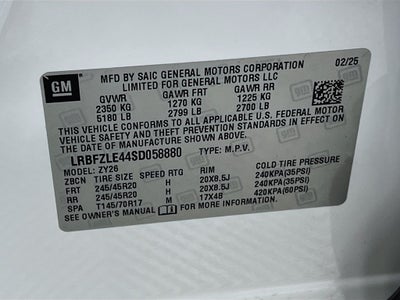 GM
MFD BY SAIC GENERAL MOTORS CORPORATION 02/25
LIMITED FOR GENERAL MOTORS LLC
GVWR GAWR FRT GAWR RR
2350 KG 1270 KG 1225 KG
5180 LB 2799 LB 2700 LB
THIS VEHICLE CONFORMS TO ALL APPLICABLE U.S. FEDERAL MOTOR
VEHICLE SAFETY AND THEFT PREVENTION STANDARDS IN EFFECT ON
THE DATE OF MANUFACTURE SHOWN ABOVE.
LRBFZLE44SD058880 TYPE: M.P.V.
MODEL: ZY26
ZBCN TIRE SIZE SPEED RTG RIM COLD TIRE PRESSURE
FRT 245/45R20 H 20X8.5J 240KPA(35PSI)
RR 245/45R20 H 20X8.5J 240KPA(35PSI)
SPA T145/70R17 M 17X4B 420KPA(60PSI)
SEE OWNER'S MANUAL FOR MORE INFORMATION.